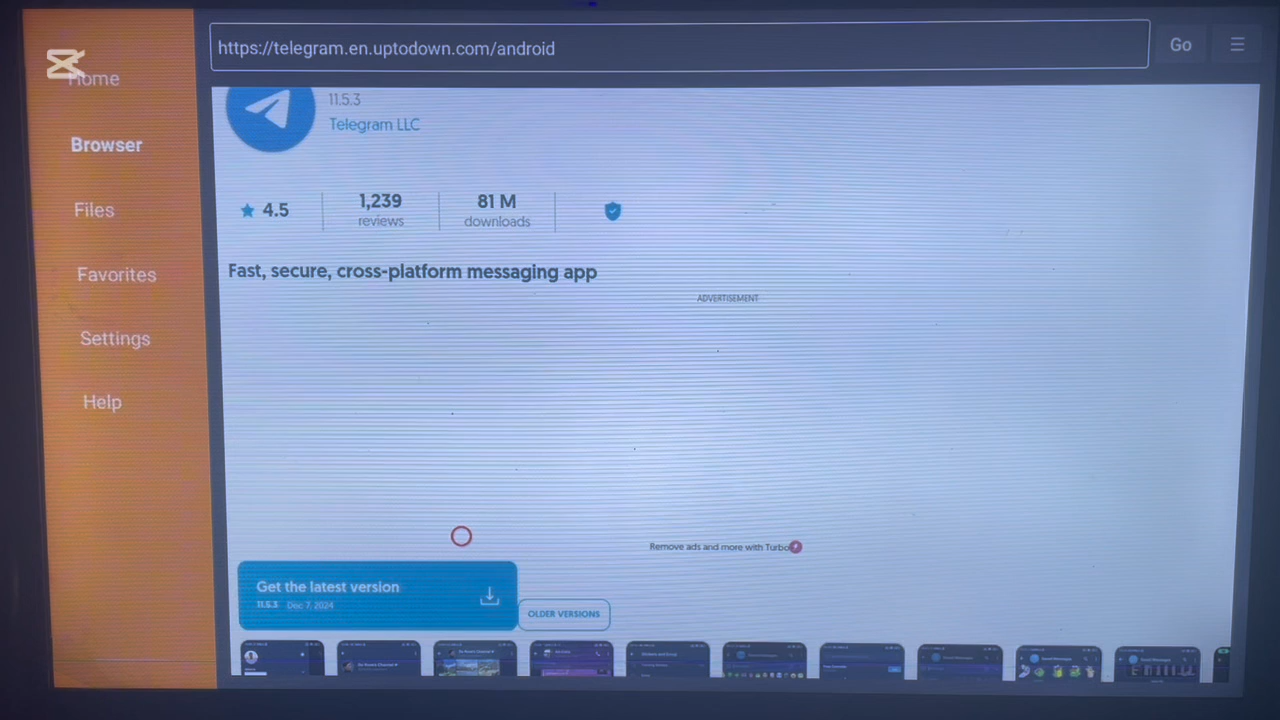 https://telegram.en.uptodown.com/android
Go
Home
Browser
Files
Favorites
Settings
Help
11.5.3
Telegram LLC
4.5
1,239
reviews
81 M
downloads
Fast, secure, cross-platform messaging app
ADVERTISEMENT
Remove ads and more with Turbo
Get the latest version
11.5.3 Dec 7, 2024
OLDER VERSIONS